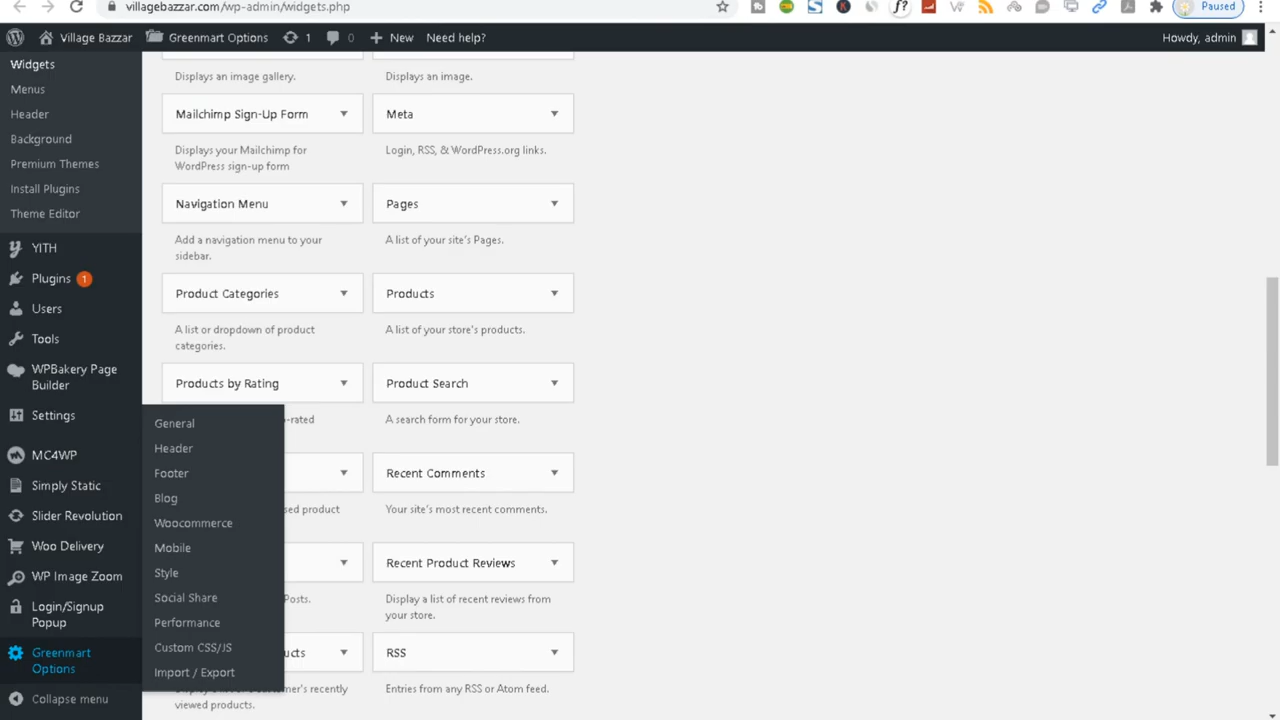 villagebazzar.com/wp-admin/widgets.php
Paused
Village Bazzar
Greenmart Options
1
0
New
Need help?
Howdy, admin
Widgets
Menus
Header
Background
Premium Themes
Install Plugins
Theme Editor
YITH
Plugins 1
Users
Tools
WPBakery Page
Builder
Settings
MC4WP
Simply Static
Slider Revolution
Woo Delivery
WP Image Zoom
Login/Signup
Popup
Greenmart
Options
Collapse menu
General
Header
Footer
Blog
Woocommerce
Mobile
Style
Social Share
Performance
Custom CSS/JS
Import / Export
Displays an image gallery.
Displays an image.
Mailchimp Sign-Up Form
Displays your Mailchimp for
WordPress sign-up form
Meta
Login, RSS, & WordPress.org links.
Navigation Menu
Add a navigation menu to your
sidebar.
Pages
A list of your site's Pages.
Product Categories
A list or dropdown of product
categories.
Products
A list of your store's products.
Products by Rating
-rated
Product Search
A search form for your store.
Recent Comments
Your site's most recent comments.
sed product
Recent Product Reviews
Display a list of recent reviews from
your store.
Posts.
ucts
viewed products.
recently
RSS
Entries from any RSS or Atom feed.